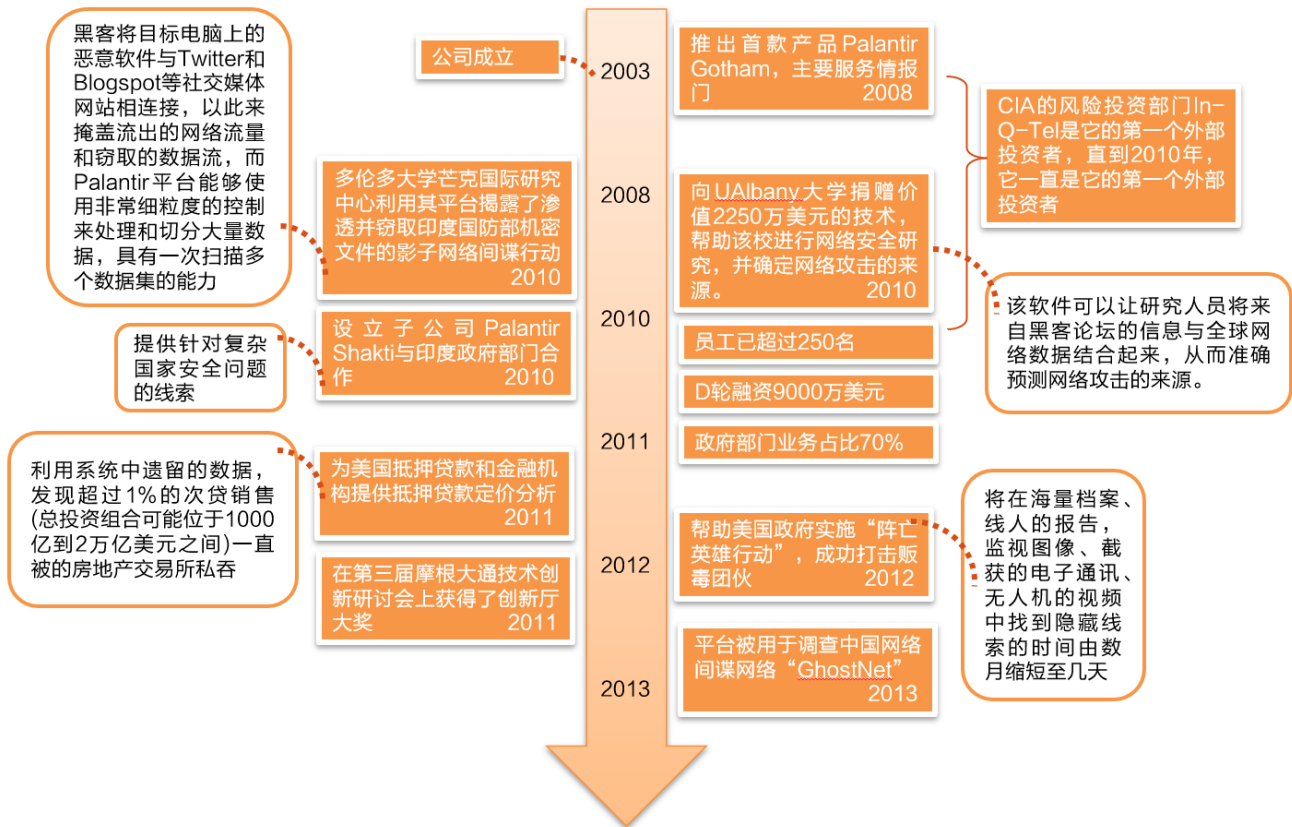 黑客将目标电脑上的
恶意软件与Twitter和
Blogspot等社交媒体
网站相连接，以此来
掩盖流出的网络流量
和窃取的数据流，而
Palantir平台能够使
用非常细粒度的控制
来处理和切分大量数
据，具有一次扫描多
个数据集的能力
公司成立
2003
推出首款产品Palantir
Gotham，主要服务情报
门 2008
CIA的风险投资部门In-
Q-Tel是它的第一个外部
投资者，直到2010年，
它一直是它的第一个外部
投资者
多伦多大学芒克国际研究
中心利用其平台揭露了渗
透并窃取印度国防部机密
文件的影子网络间谍行动
2010
2008
向UAlbany大学捐赠价
值2250万美元的技术，
帮助该校进行网络安全研
究，并确定网络攻击的来
源。 2010
该软件可以让研究人员将来
自黑客论坛的信息与全球网
络数据结合起来，从而准确
预测网络攻击的来源。
提供针对复杂
国家安全问题
的线索
设立子公司Palantir
Shakti与印度政府部门合
作 2010
2010
员工已超过250名
D轮融资9000万美元
2011
政府部门业务占比70%
利用系统中遗留的数据，
发现超过1%的次贷销售
(总投资组合可能位于1000
亿到2万亿美元之间)一直
被的房地产交易所私吞
为美国抵押贷款和金融机
构提供抵押贷款定价分析
2011
在第三届摩根大通技术创
新研讨会上获得了创新厅
大奖 2011
2012
帮助美国政府实施“阵亡
英雄行动”，成功打击贩
毒团伙 2012
将在海量档案、
线人的报告，
监视图像、截
获的电子通讯、
无人机的视频
中找到隐藏线
索的时间由数
月缩短至几天
2013
平台被用于调查中国网络
间谍网络“GhostNet”
2013